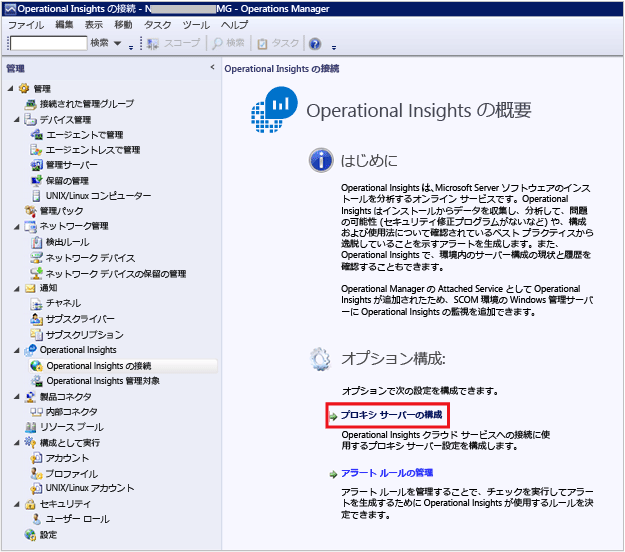 Operational Insights の接続 - N MG - Operations Manager
ファイル 編集 表示 移動 タスク ツール ヘルプ
検索 スコープ 検索 タスク
管理
Operational Insights の接続
管理
接続された管理グループ
デバイス管理
エージェントで管理
エージェントレスで管理
管理サーバー
保留の管理
UNIX/Linux コンピューター
管理パック
ネットワーク管理
検出ルール
ネットワーク デバイス
ネットワーク デバイスの保留の管理
通知
チャネル
サブスクライバー
サブスクリプション
Operational Insights
Operational Insights の接続
Operational Insights 管理対象
製品コネクタ
内部コネクタ
リソース プール
構成として実行
アカウント
プロファイル
UNIX/Linux アカウント
セキュリティ
ユーザー ロール
設定
Operational Insights の概要
はじめに
Operational Insights は、Microsoft Server ソフトウェアのインス
トールを分析するオンライン サービスです。Operational
Insights はインストールからデータを収集し、分析して、問題
の可能性 (セキュリティ修正プログラムがないなど) や、構成
および使用法について確認されているベスト プラクティスから
逸脱していることを示すアラートを生成します。また、
Operational Insights で、環境内のサーバー構成の現状と履歴を
確認することもできます。
Operational Manager の Attached Service として Operational
Insights が追加されたため、SCOM 環境の Windows 管理サーバ
ーに Operational Insights の監視を追加できます。
オプション構成:
オプションで次の設定を構成できます。
プロキシ サーバーの構成
Operational Insights クラウド サービスへの接続に使
用するプロキシ サーバー設定を構成します。
アラート ルールの管理
アラート ルールを管理することで、チェックを実行してアラー
トを生成するために Operational Insights が使用するルールを決
定できます。